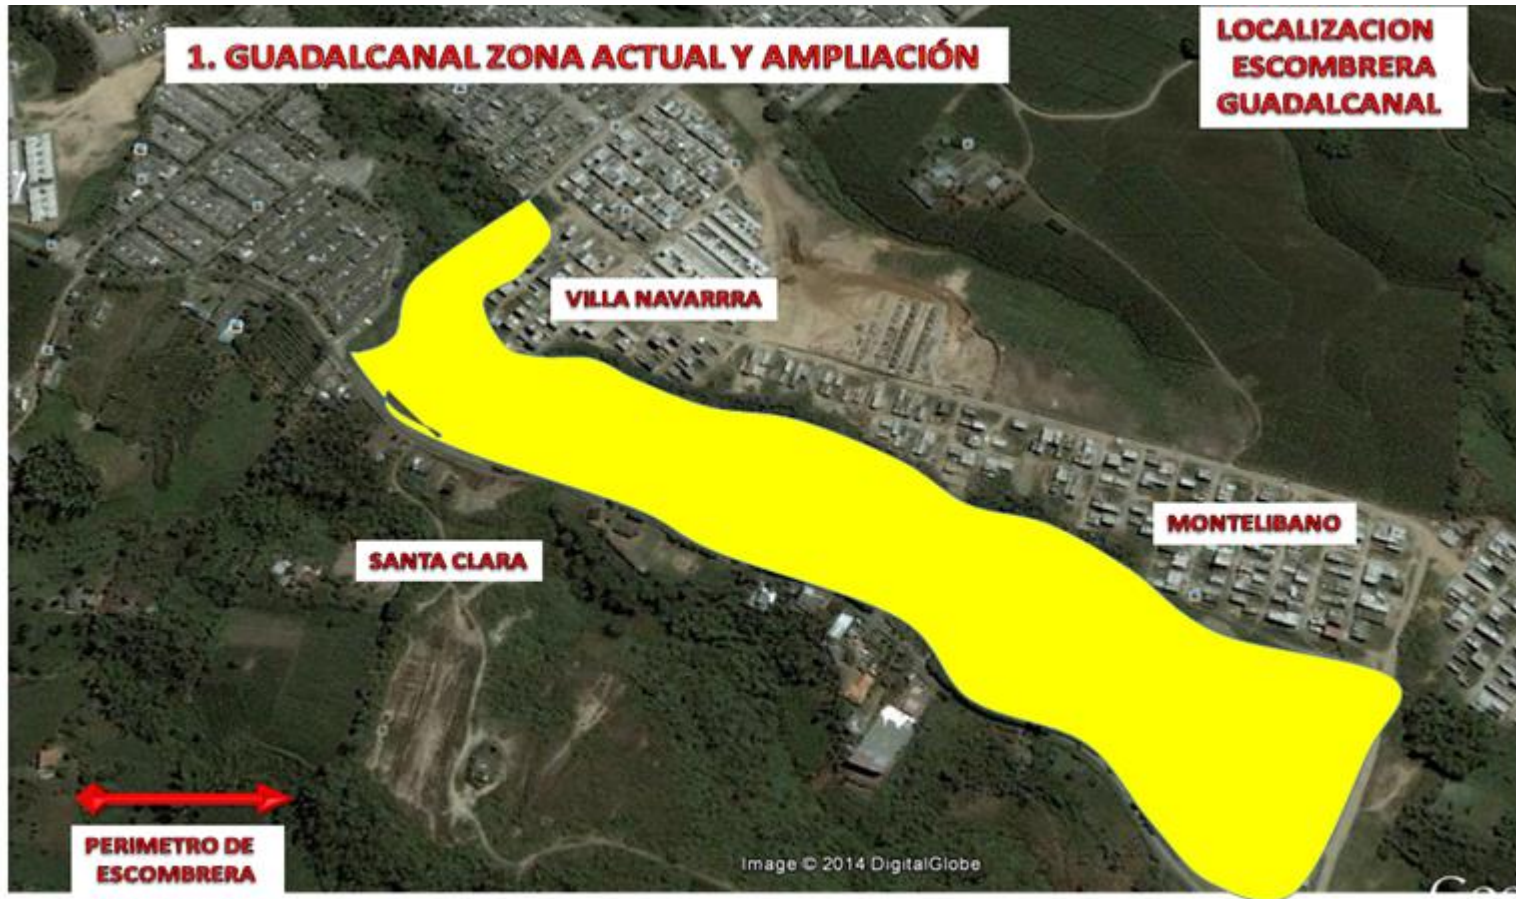 1. GUADALCANAL ZONA ACTUAL Y AMPLIACIÓN
LOCALIZACION
ESCOMBRERA
GUADALCANAL
VILLA NAVARRRA
MONTELIBANO
SANTA CLARA
PERIMETRO DE
ESCOMBRERA
Image © 2014 DigitalGlobe